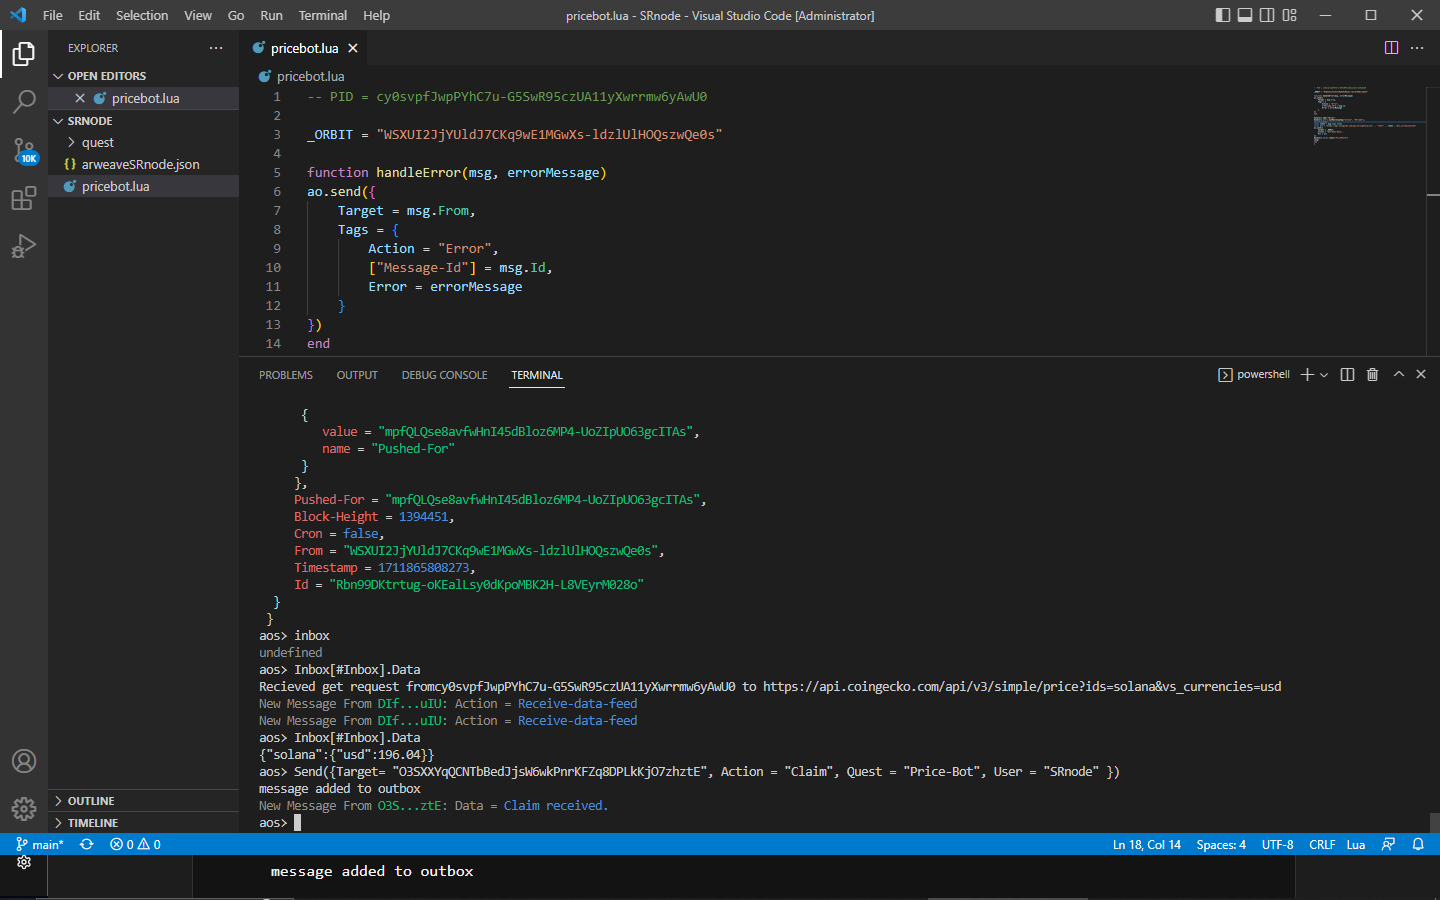 File Edit Selection View Go Run Terminal Help
pricebot.lua - SRnode - Visual Studio Code [Administrator]
EXPLORER
OPEN EDITORS
pricebot.lua
SRNODE
quest
arweaveSRnode.json
pricebot.lua
10K
OUTLINE
TIMELINE
pricebot.lua
pricebot.lua
1 -- PID = cy0svpfJwpPYhC7u-G5SwR95czUA11yXwrrmw6yAwU0
2
3 _ORBIT = "WSXUI2JjYUldJ7CKq9wE1MGwXs-ldzlUlHOQszwQe0s"
4
5 function handleError(msg, errorMessage)
6 ao.send({
7 Target = msg.From,
8 Tags = {
9 Action = "Error",
10 ["Message-Id"] = msg.Id,
11 Error = errorMessage
12 }
13 })
14 end
PROBLEMS OUTPUT DEBUG CONSOLE TERMINAL
powershell
{
value = "mpfQLQse8avfwHnI45dBloz6MP4-UoZIpUO63gcITAs",
name = "Pushed-For"
}
},
Pushed-For = "mpfQLQse8avfwHnI45dBloz6MP4-UoZIpUO63gcITAs",
Block-Height = 1394451,
Cron = false,
From = "WSXUI2JjYUldJ7CKq9wE1MGwXs-ldzlUlHOQszwQe0s",
Timestamp = 1711865808273,
Id = "Rbn99DKtrtug-oKEalLsy0dKpoMBK2H-L8VEyrM028o"
}
}
aos> inbox
undefined
aos> Inbox[#Inbox].Data
Recieved get request fromcy0svpfJwpPYhC7u-G5SwR95czUA11yXwrrmw6yAwU0 to https://api.coingecko.com/api/v3/simple/price?ids=solana&vs_currencies=usd
New Message From DIf...uIU: Action = Receive-data-feed
New Message From DIf...uIU: Action = Receive-data-feed
aos> Inbox[#Inbox].Data
{"solana":{"usd":196.04}}
aos> Send({Target= "O3SXXYqQCNTbBedJjsW6wkPnrKFZq8DPLkKjO7zhztE", Action = "Claim", Quest = "Price-Bot", User = "SRnode" })
message added to outbox
New Message From O3S...ztE: Data = Claim received.
aos>
main* 0 0 Ln 18, Col 14 Spaces: 4 UTF-8 CRLF Lua
message added to outbox